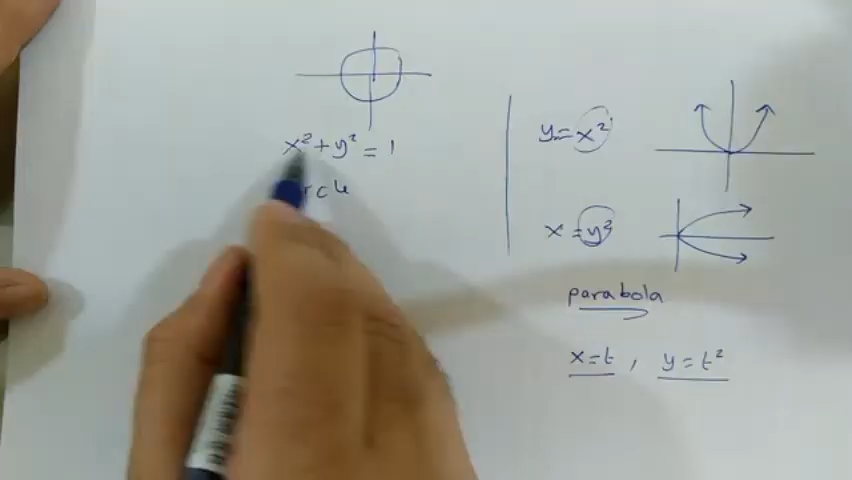 x² + y² = 1
y = x²
x = y²
parabola
x = t , y = t²